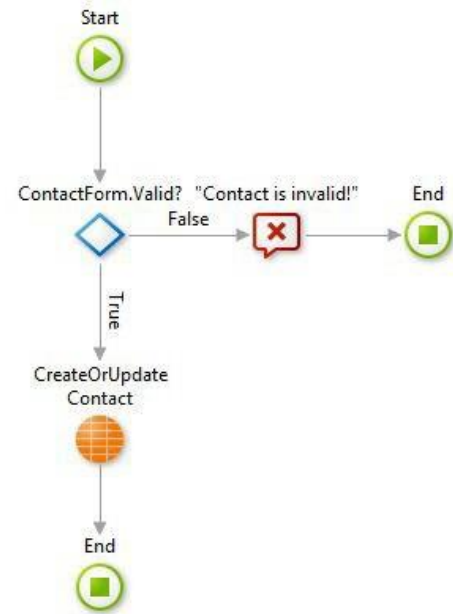 Start
ContactForm.Valid?
"Contact is invalid!"
End
False
True
CreateOrUpdate
Contact
End